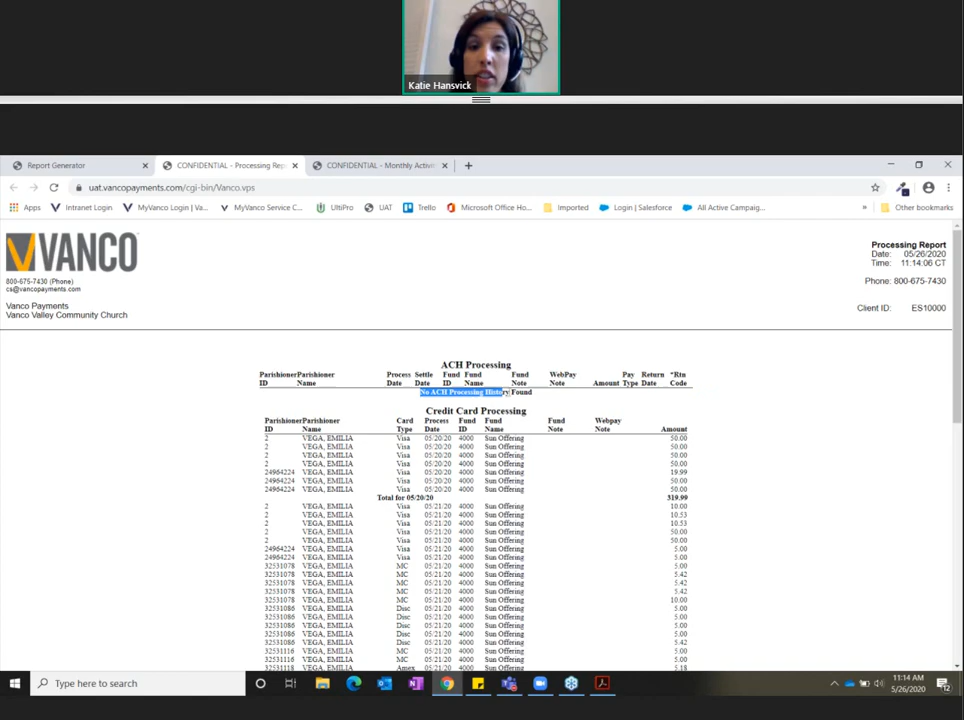 Katie Hansvick
Report Generator
CONFIDENTIAL - Processing Rep
CONFIDENTIAL - Monthly Activi
uat.vancopayments.com/cgi-bin/Vanco.vps
Apps Intranet Login MyVanco Login | Va... MyVanco Service C... UltiPro UAT Trello Microsoft Office Ho... Imported Login | Salesforce All Active Campaig... » Other bookmarks
VANCO
800-675-7430 (Phone)
cs@vancopayments.com
Vanco Payments
Vanco Valley Community Church
Processing Report
Date: 05/26/2020
Time: 11:14:06 CT
Phone: 800-675-7430
Client ID: ES10000
ACH Processing
Parishioner Parishioner Process Settle Fund Fund Fund WebPay Pay Return *Rtn
ID Name Date Date ID Name Note Note Amount Type Date Code
No ACH Processing History Found
Credit Card Processing
Parishioner Parishioner Card Process Fund Fund Fund Webpay
ID Name Type Date ID Name Note Note Amount
2 VEGA, EMILIA Visa 05/20/20 4000 Sun Offering 50.00
2 VEGA, EMILIA Visa 05/20/20 4000 Sun Offering 50.00
2 VEGA, EMILIA Visa 05/20/20 4000 Sun Offering 50.00
2 VEGA, EMILIA Visa 05/20/20 4000 Sun Offering 50.00
24964224 VEGA, EMILIA Visa 05/20/20 4000 Sun Offering 19.99
24964224 VEGA, EMILIA Visa 05/20/20 4000 Sun Offering 50.00
24964224 VEGA, EMILIA Visa 05/20/20 4000 Sun Offering 50.00
Total for 05/20/20 319.99
2 VEGA, EMILIA Visa 05/21/20 4000 Sun Offering 10.00
2 VEGA, EMILIA Visa 05/21/20 4000 Sun Offering 10.53
2 VEGA, EMILIA Visa 05/21/20 4000 Sun Offering 10.53
2 VEGA, EMILIA Visa 05/21/20 4000 Sun Offering 50.00
2 VEGA, EMILIA Visa 05/21/20 4000 Sun Offering 50.00
24964224 VEGA, EMILIA Visa 05/21/20 4000 Sun Offering 5.00
24964224 VEGA, EMILIA Visa 05/21/20 4000 Sun Offering 5.00
32531078 VEGA, EMILIA MC 05/21/20 4000 Sun Offering 5.00
32531078 VEGA, EMILIA MC 05/21/20 4000 Sun Offering 5.42
32531078 VEGA, EMILIA MC 05/21/20 4000 Sun Offering 5.42
32531078 VEGA, EMILIA MC 05/21/20 4000 Sun Offering 5.42
32531078 VEGA, EMILIA MC 05/21/20 4000 Sun Offering 10.00
32531086 VEGA, EMILIA Disc 05/21/20 4000 Sun Offering 5.00
32531086 VEGA, EMILIA Disc 05/21/20 4000 Sun Offering 5.00
32531086 VEGA, EMILIA Disc 05/21/20 4000 Sun Offering 5.00
32531086 VEGA, EMILIA Disc 05/21/20 4000 Sun Offering 5.00
32531086 VEGA, EMILIA Disc 05/21/20 4000 Sun Offering 5.42
32531116 VEGA, EMILIA MC 05/21/20 4000 Sun Offering 5.00
32531116 VEGA, EMILIA MC 05/21/20 4000 Sun Offering 5.00
32531118 VEGA, EMILIA Amex 05/21/20 4000 Sun Offering 5.18
Type here to search
11:14 AM
5/26/2020
12